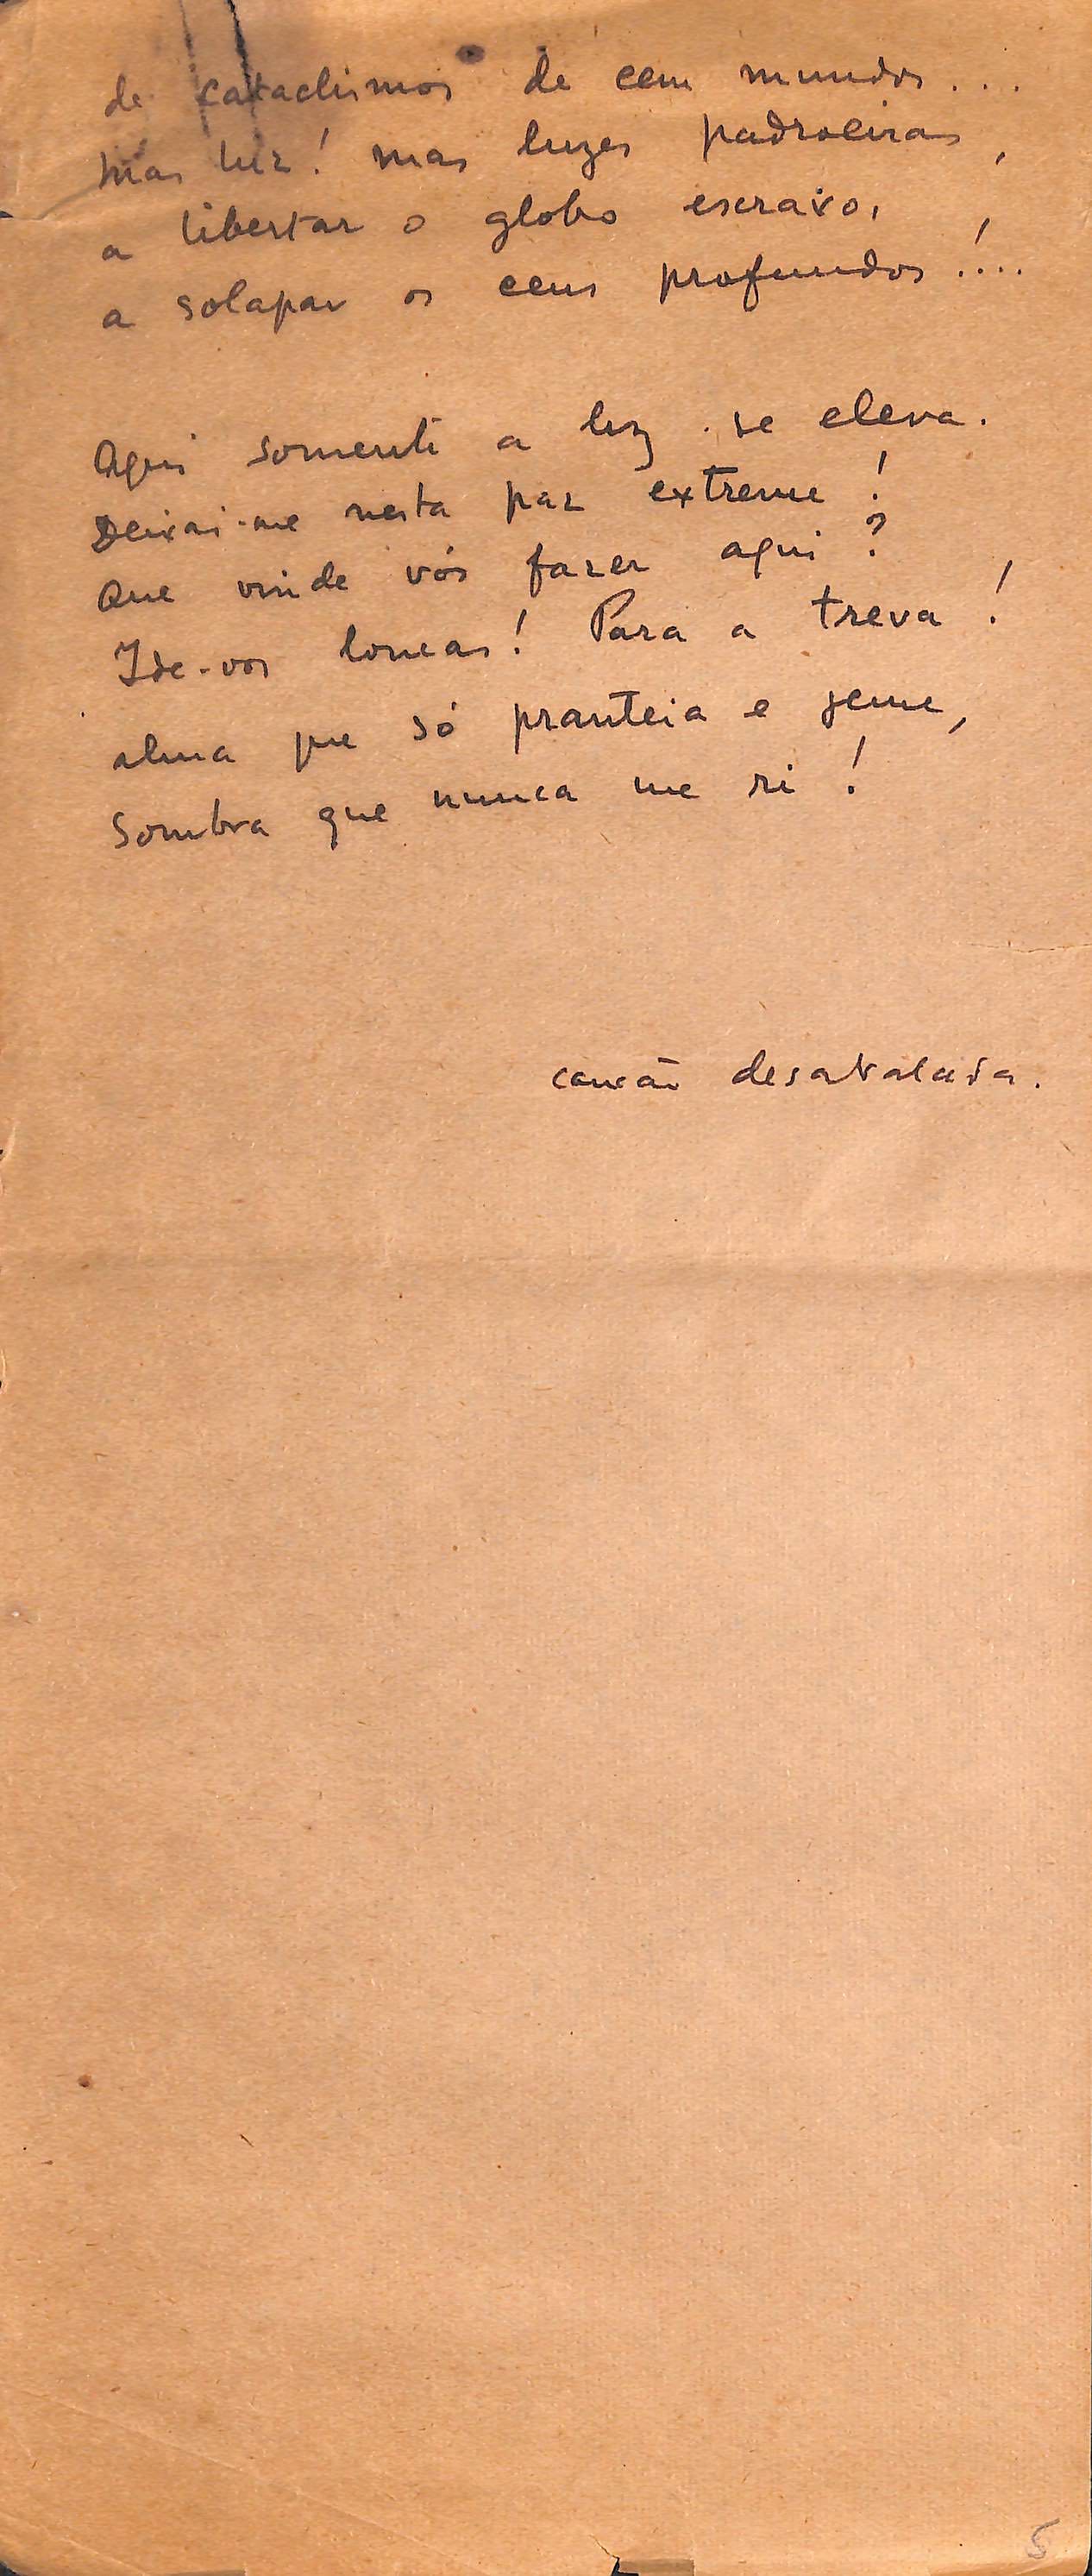 de cataclismos de cem mundos...
mas luz! mas luzes padroeiras,
a libertar o globo escravo,
a solapar os ceus profundos!...
Aqui somente a luz se eleva.
Deixai-me nesta paz extreme!
Que vinde vós fazer aqui?
Ide-vos loucas! Para a treva!
alma que só pranteia e geme,
sombra que nunca me ri!
canção desabalada.
5